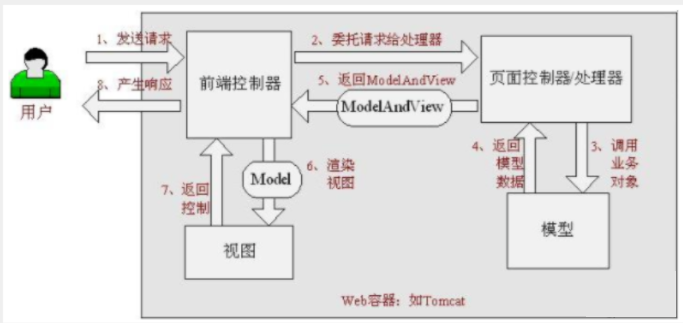 1、发送请求
2、委托请求给处理器
8、产生响应
前端控制器
5、返回ModelAndView
ModelAndView
页面控制器/处理器
用户
4、返回
模型
数据
3、调用
业务
对象
6、渲染
视图
Model
7、返回
控制
视图
模型
Web容器：如Tomcat